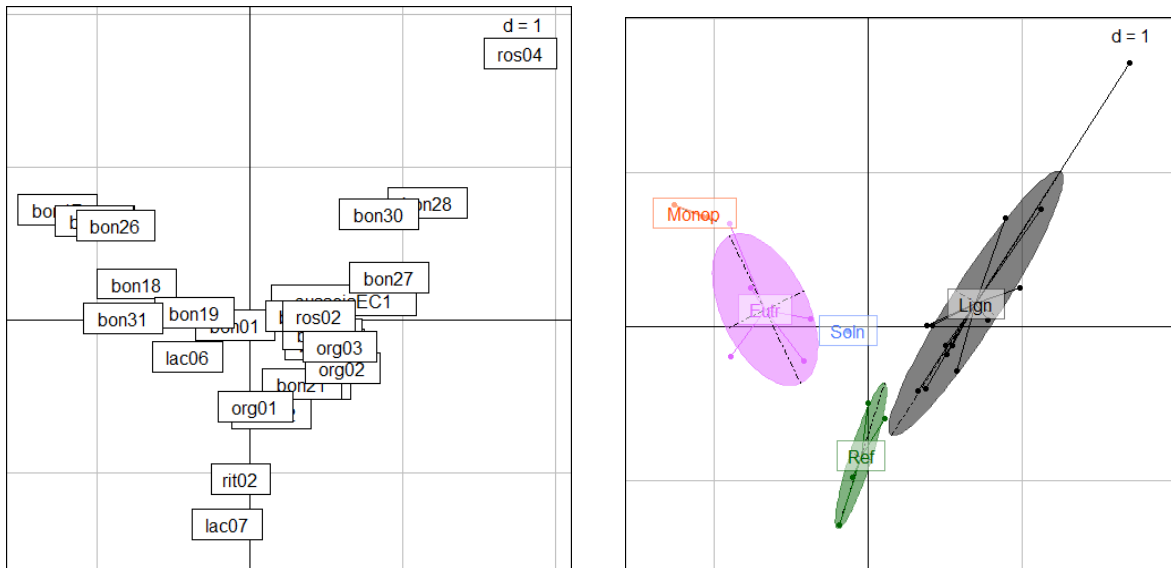 d = 1
ros04
bon28
bon30
bon26
bon27
bon18
bon19
bon31
bon01
ros02
lac06
org03
org02
bon21
org01
rit02
lac07
d = 1
Monop
Eutr
Soln
Lign
Ref